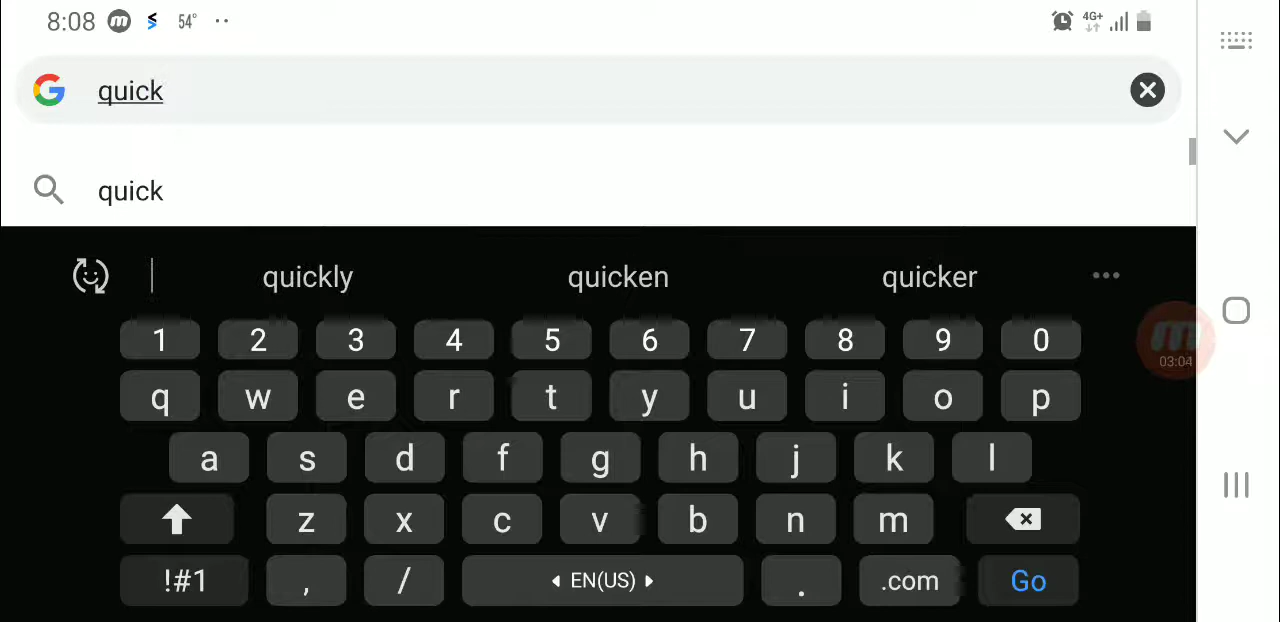 8:08 54°
4G+
quick
quick
quickly quicken quicker
1 2 3 4 5 6 7 8 9 0
q w e r t y u i o p
a s d f g h j k l
z x c v b n m
!#1 , / EN(US) . .com Go
03:04